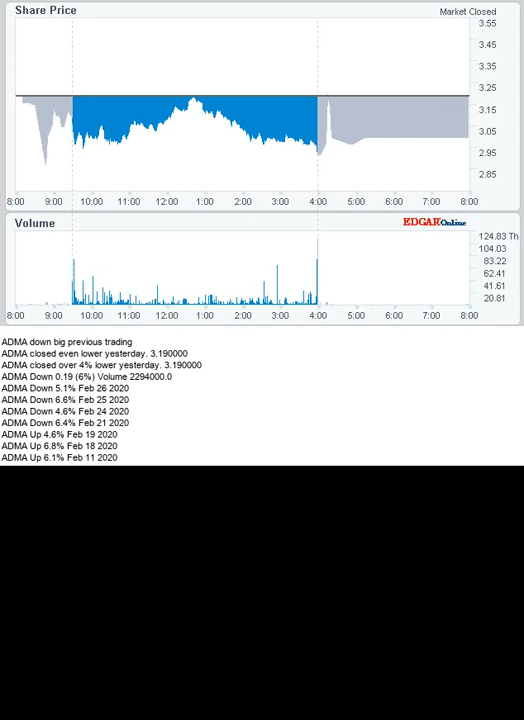 Share Price
Market Closed
3.55
3.45
3.35
3.25
3.15
3.05
2.95
2.85
8:00 9:00 10:00 11:00 12:00 1:00 2:00 3:00 4:00 5:00 6:00 7:00 8:00
Volume
EDGAR Online
124.83 Th
104.03
83.22
62.41
41.61
20.81
8:00 9:00 10:00 11:00 12:00 1:00 2:00 3:00 4:00 5:00 6:00 7:00 8:00
ADMA down big previous trading
ADMA closed even lower yesterday. 3.190000
ADMA closed over 4% lower yesterday. 3.190000
ADMA Down 0.19 (6%) Volume 2294000.0
ADMA Down 5.1% Feb 26 2020
ADMA Down 6.6% Feb 25 2020
ADMA Down 4.6% Feb 24 2020
ADMA Down 6.4% Feb 21 2020
ADMA Up 4.6% Feb 19 2020
ADMA Up 6.8% Feb 18 2020
ADMA Up 6.1% Feb 11 2020